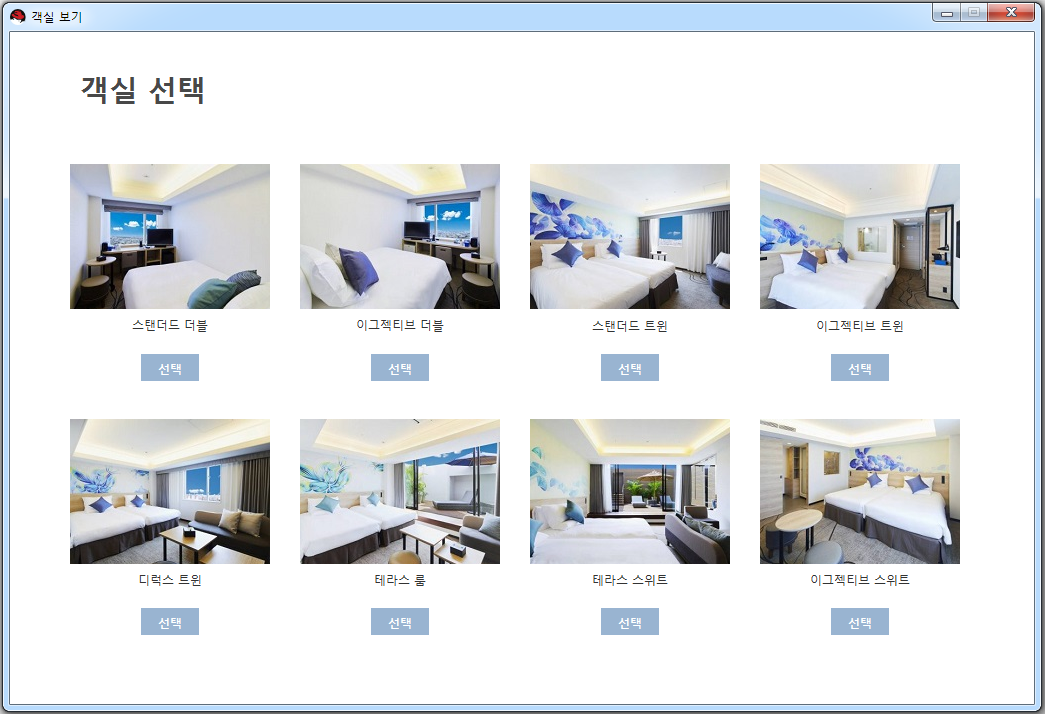 객실 보기
객실 선택
스탠더드 더블
이그젝티브 더블
스탠더드 트윈
이그젝티브 트윈
선택
선택
선택
선택
디럭스 트윈
테라스 룸
테라스 스위트
이그젝티브 스위트
선택
선택
선택
선택